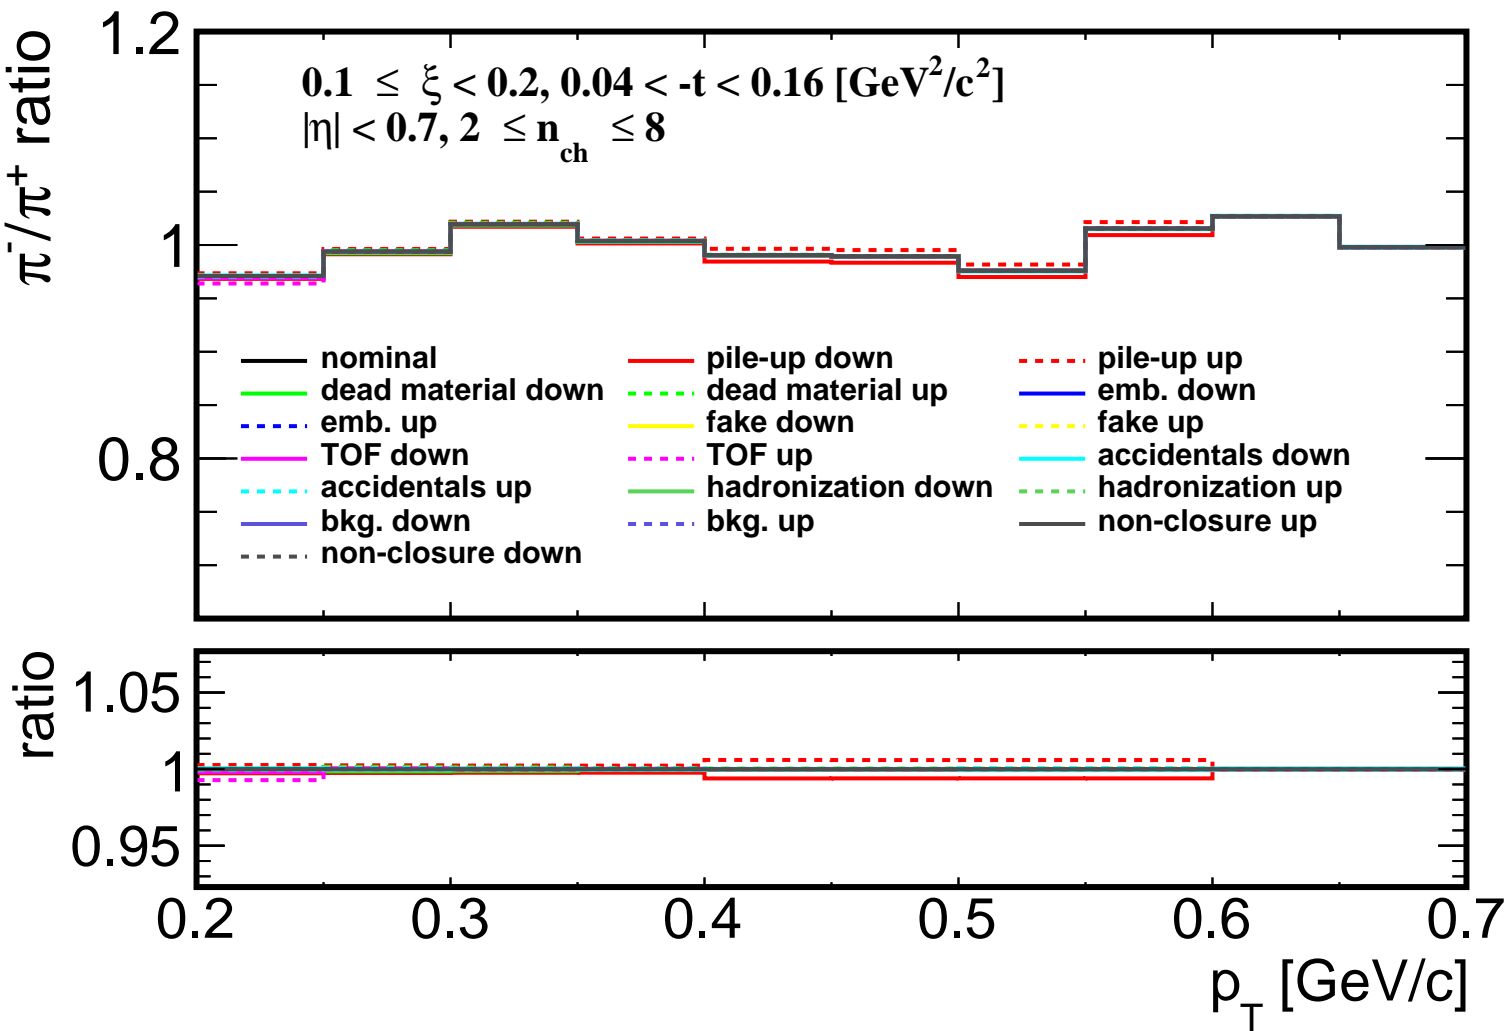 π⁻/π⁺ ratio
1.2
1
0.8
0.1 ≤ ξ < 0.2, 0.04 < -t < 0.16 [GeV²/c²]
|η| < 0.7, 2 ≤ n_ch ≤ 8
nominal pile-up down pile-up up
dead material down dead material up emb. down
emb. up fake down fake up
TOF down TOF up accidentals down
accidentals up hadronization down hadronization up
bkg. down bkg. up non-closure up
non-closure down
ratio
1.05
1
0.95
0.2 0.3 0.4 0.5 0.6 0.7
p_T [GeV/c]